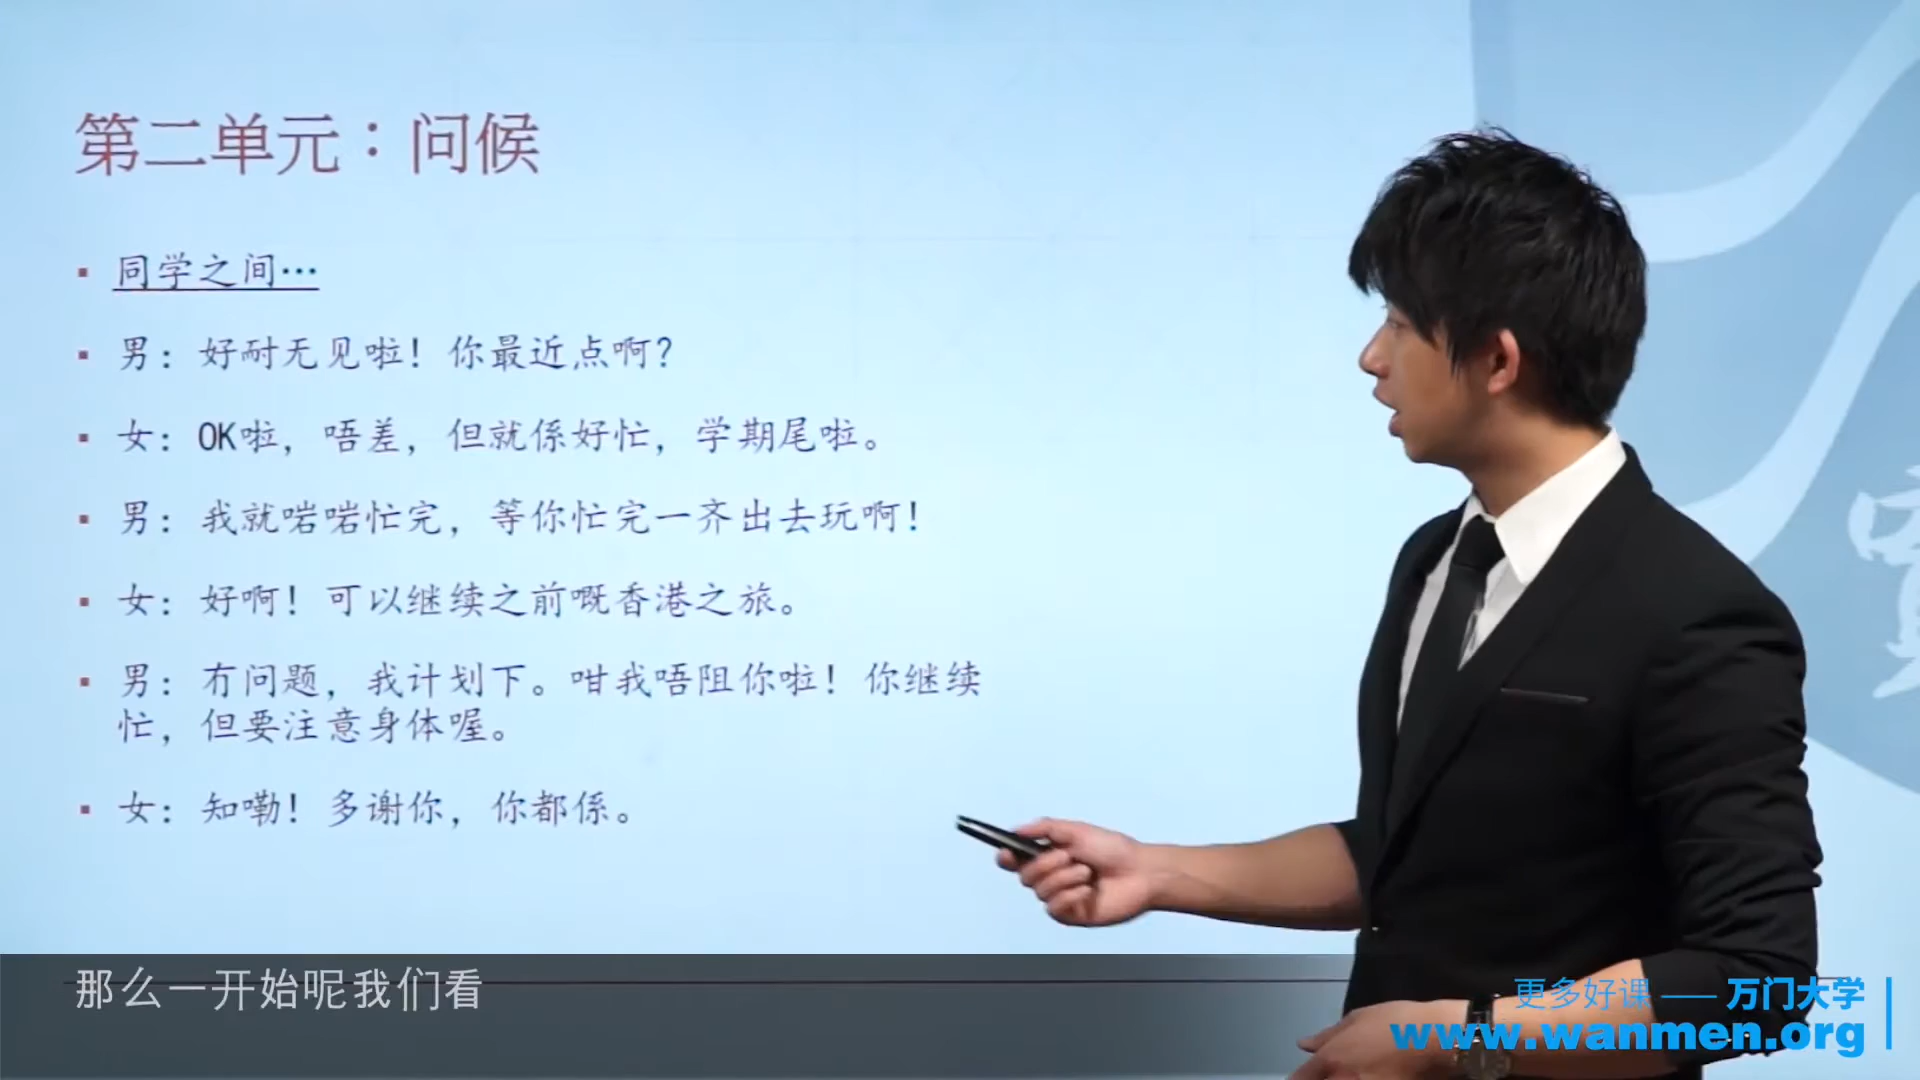 第二单元：问候
同学之间…
男：好耐无见啦！你最近点啊？
女：OK啦，唔差，但就係好忙，学期尾啦。
男：我就啱啱忙完，等你忙完一齐出去玩啊！
女：好啊！可以继续之前嘅香港之旅。
男：冇问题，我计划下。咁我唔阻你啦！你继续
忙，但要注意身体喔。
女：知嘞！多谢你，你都係。
那么一开始呢我们看
更多好课 —— 万门大学
www.wanmen.org